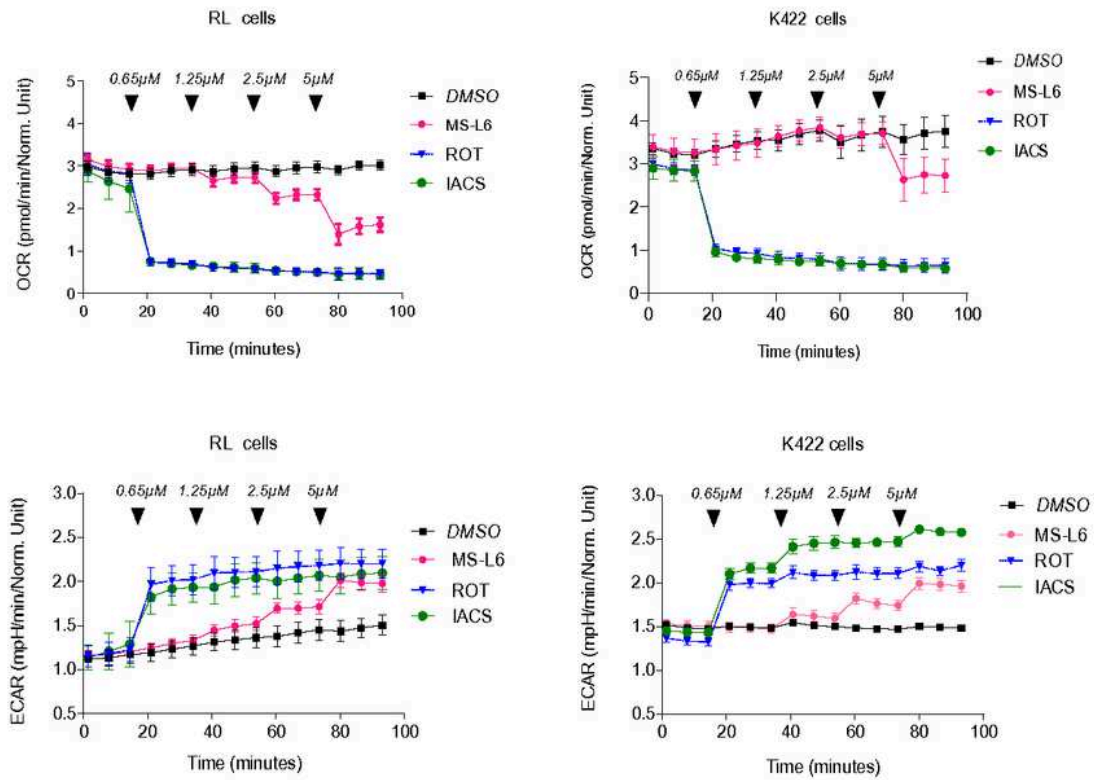 RL cells
0.65µM 1.25µM 2.5µM 5µM
DMSO
MS-L6
ROT
IACS
OCR (pmol/min/Norm. Unit)
5
4
3
2
1
0
0 20 40 60 80 100
Time (minutes)
K422 cells
0.65µM 1.25µM 2.5µM 5µM
DMSO
MS-L6
ROT
IACS
OCR (pmol/min/Norm. Unit)
5
4
3
2
1
0
0 20 40 60 80 100
Time (minutes)
RL cells
0.65µM 1.25µM 2.5µM 5µM
DMSO
MS-L6
ROT
IACS
ECAR (mpH/min/Norm. Unit)
3.0
2.5
2.0
1.5
1.0
0.5
0 20 40 60 80 100
Time (minutes)
K422 cells
0.65µM 1.25µM 2.5µM 5µM
DMSO
MS-L6
ROT
IACS
ECAR (mpH/min/Norm. Unit)
3.0
2.5
2.0
1.5
1.0
0.5
0 20 40 60 80 100
Time (minutes)